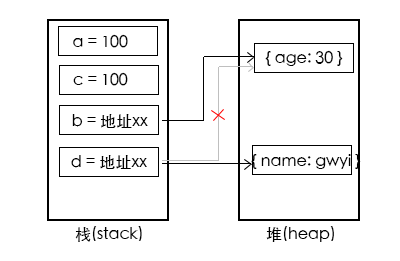 a = 100
c = 100
b = 地址xx
d = 地址xx
{ age: 30 }
{ name: gwyi }
栈(stack)
堆(heap)